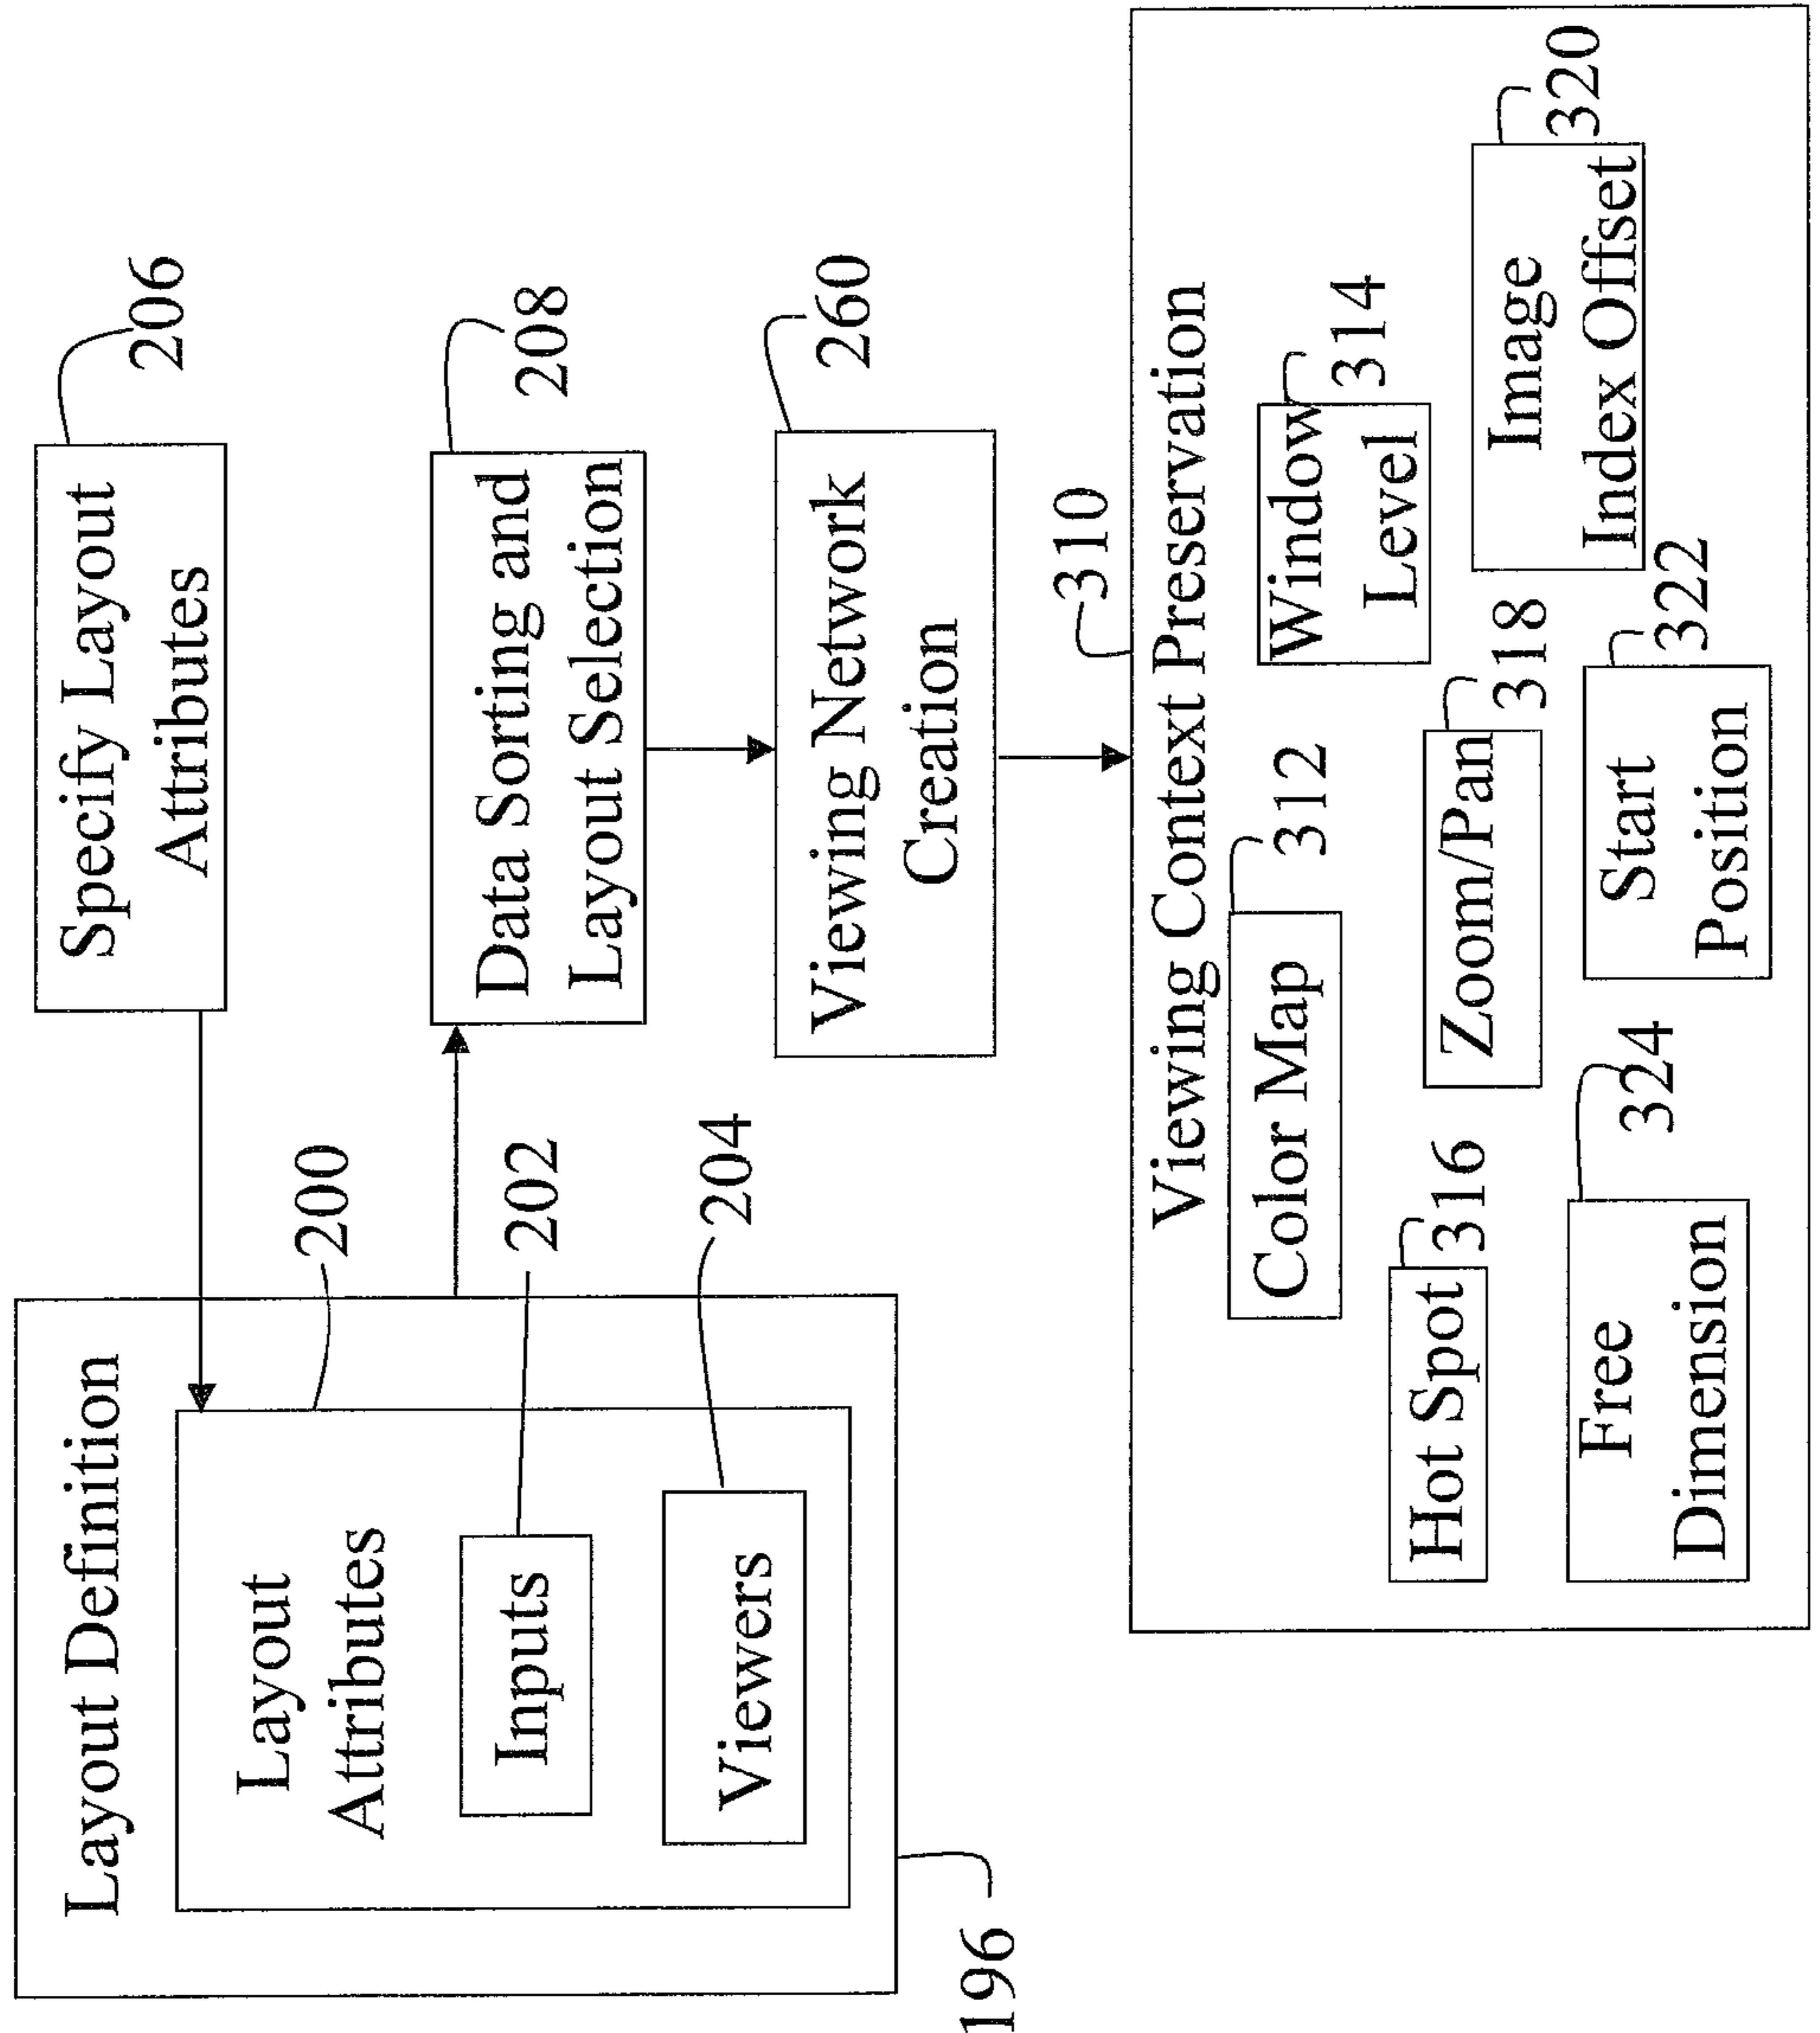 Layout Definition
Layout
Attributes
200
Inputs
202
Viewers
204
196
Specify Layout
Attributes
206
Data Sorting and
Layout Selection
208
Viewing Network
Creation
260
310
Viewing Context Preservation
Color Map
312
Window
Level
314
Hot Spot
316
Zoom/Pan
318
Image
Index Offset
320
Free
Dimension
324
Start
Position
322